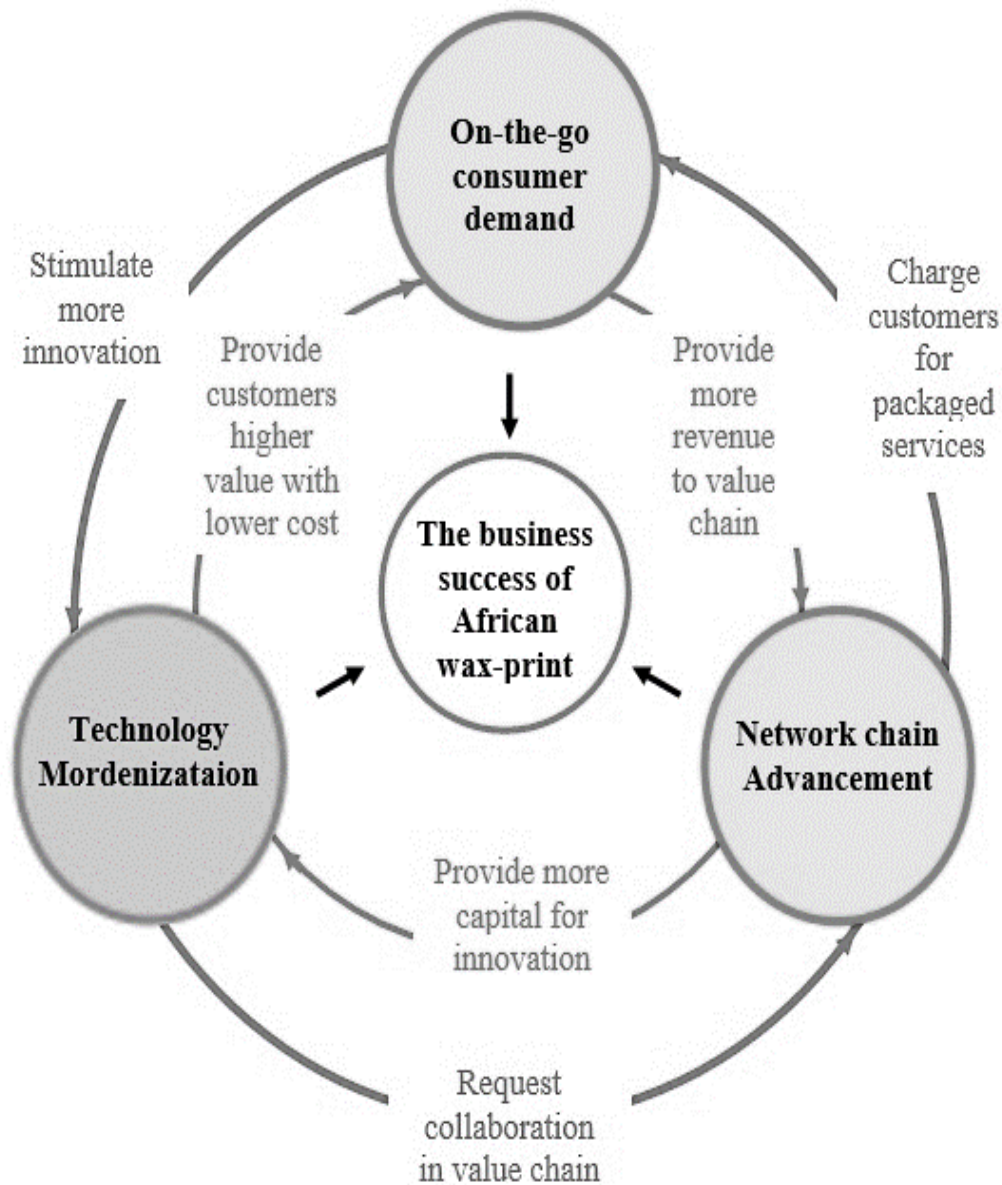 On-the-go
consumer
demand
Stimulate
more
innovation
Provide
customers
higher
value with
lower cost
Provide
more
revenue
to value
chain
Charge
customers
for
packaged
services
The business
success of
African
wax-print
Technology
Mordenizataion
Network chain
Advancement
Provide more
capital for
innovation
Request
collaboration
in value chain